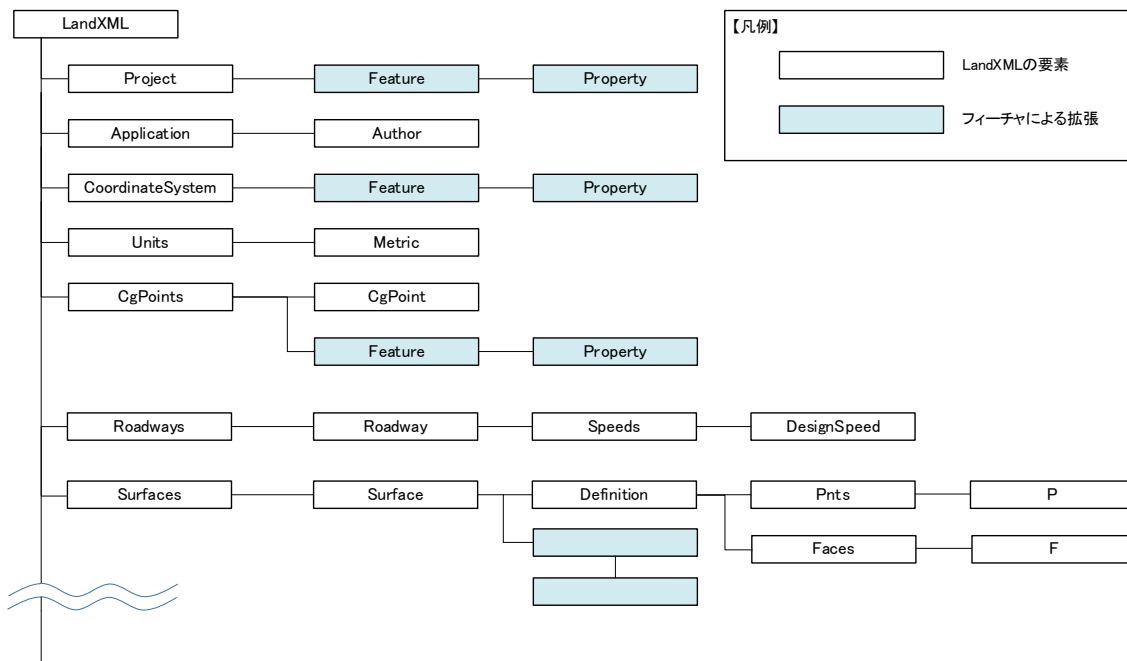 LandXML
【凡例】
LandXMLの要素
フィーチャによる拡張
Project
Feature
Property
Application
Author
CoordinateSystem
Feature
Property
Units
Metric
CgPoints
CgPoint
Feature
Property
Roadways
Roadway
Speeds
DesignSpeed
Surfaces
Surface
Definition
Pnts
P
Faces
F